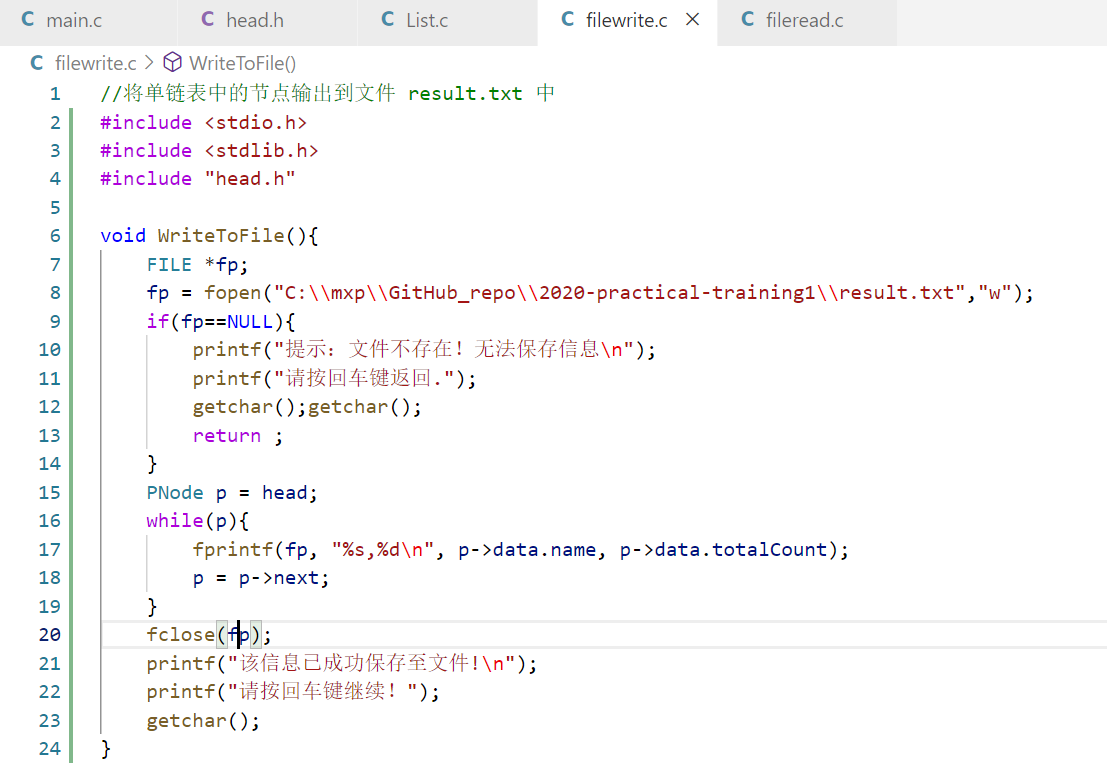 C main.c C head.h C List.c C filewrite.c × C fileread.c
C filewrite.c > WriteToFile()
1 //将单链表中的节点输出到文件 result.txt 中
2 #include <stdio.h>
3 #include <stdlib.h>
4 #include "head.h"
5
6 void WriteToFile(){
7 FILE *fp;
8 fp = fopen("C:\\mxp\\GitHub_repo\\2020-practical-training1\\result.txt","w");
9 if(fp==NULL){
10 printf("提示: 文件不存在! 无法保存信息\n");
11 printf("请按回车键返回.");
12 getchar();getchar();
13 return ;
14 }
15 PNode p = head;
16 while(p){
17 fprintf(fp, "%s,%d\n", p->data.name, p->data.totalCount);
18 p = p->next;
19 }
20 fclose(fp);
21 printf("该信息已成功保存至文件!\n");
22 printf("请按回车键继续! ");
23 getchar();
24 }